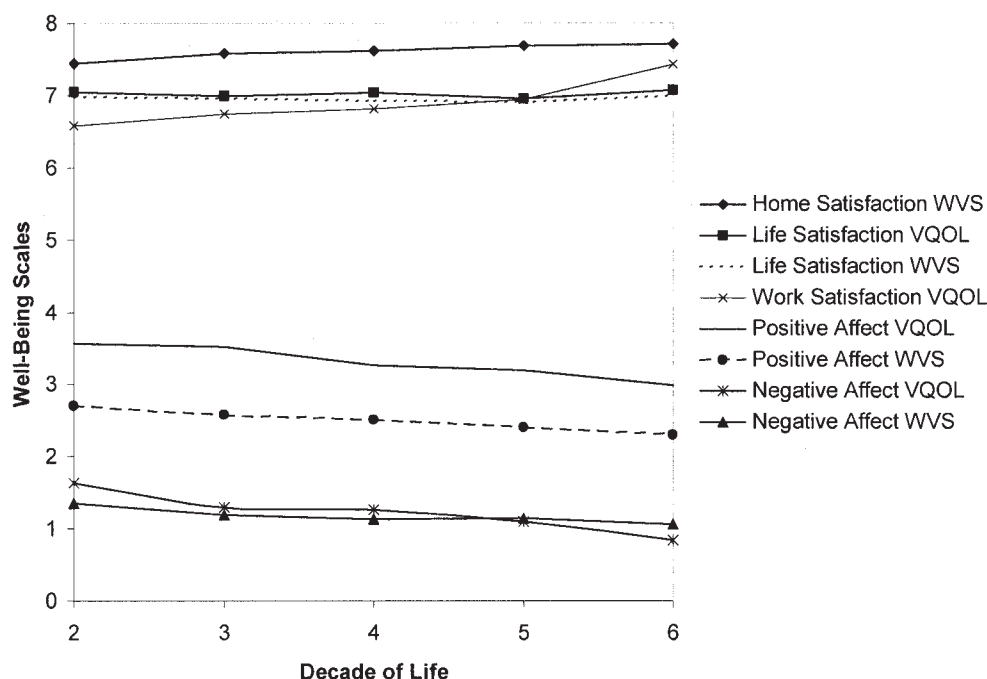 8
7
6
5
4
3
2
1
0
Well-Being Scales
2 3 4 5 6
Decade of Life
Home Satisfaction WVS
Life Satisfaction VQOL
Life Satisfaction WVS
Work Satisfaction VQOL
Positive Affect VQOL
Positive Affect WVS
Negative Affect VQOL
Negative Affect WVS